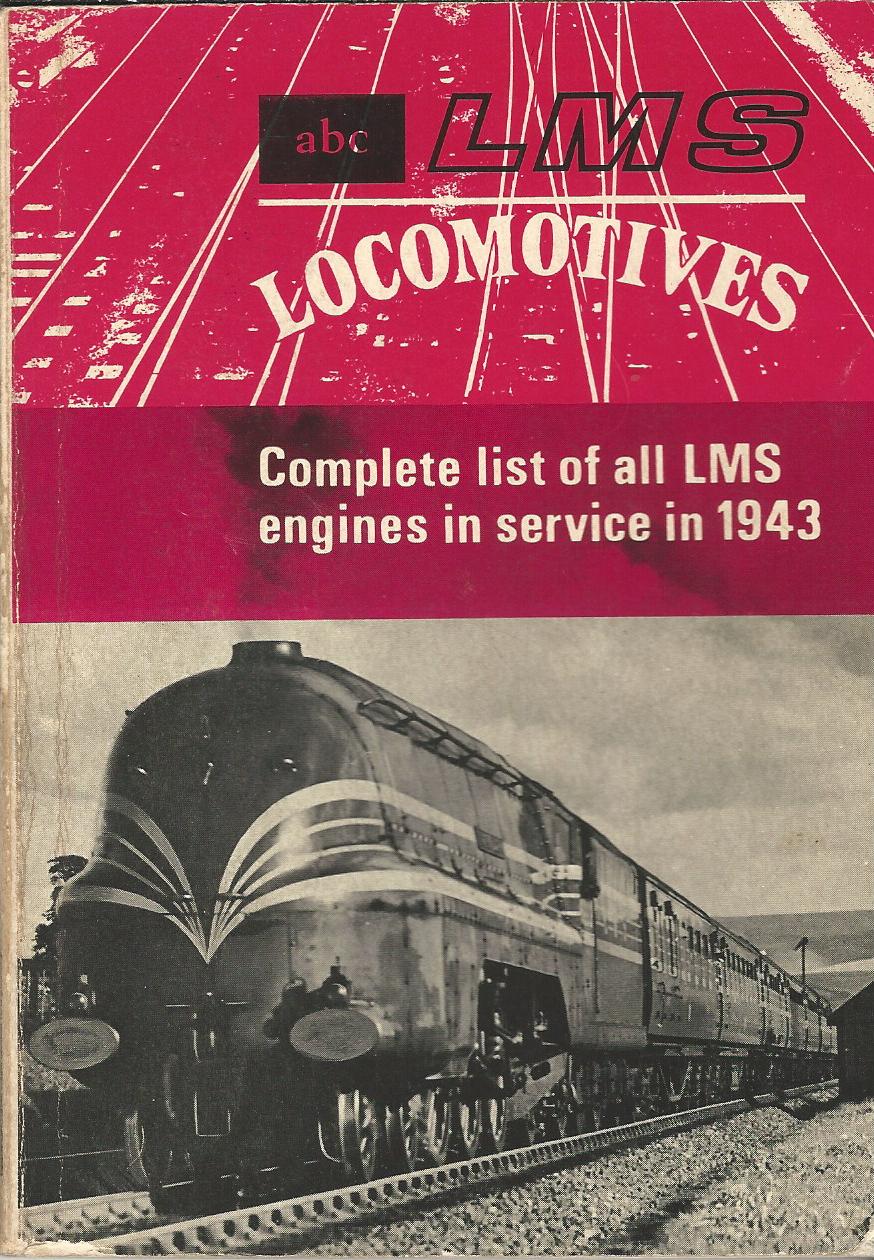 abc LMS
LOCOMOTIVES
Complete list of all LMS
engines in service in 1943